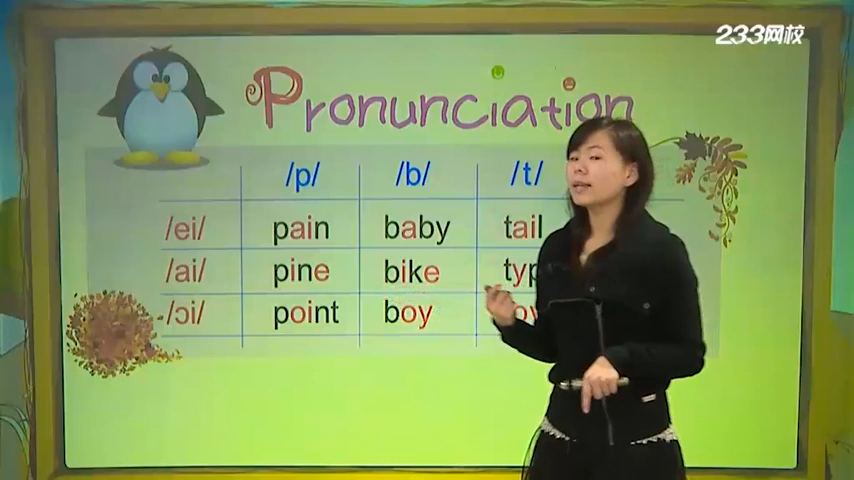 233网校
Pronunciation
/p/ /b/ /t/
/ei/ pain baby tail
/ai/ pine bike
/ɔi/ point boy